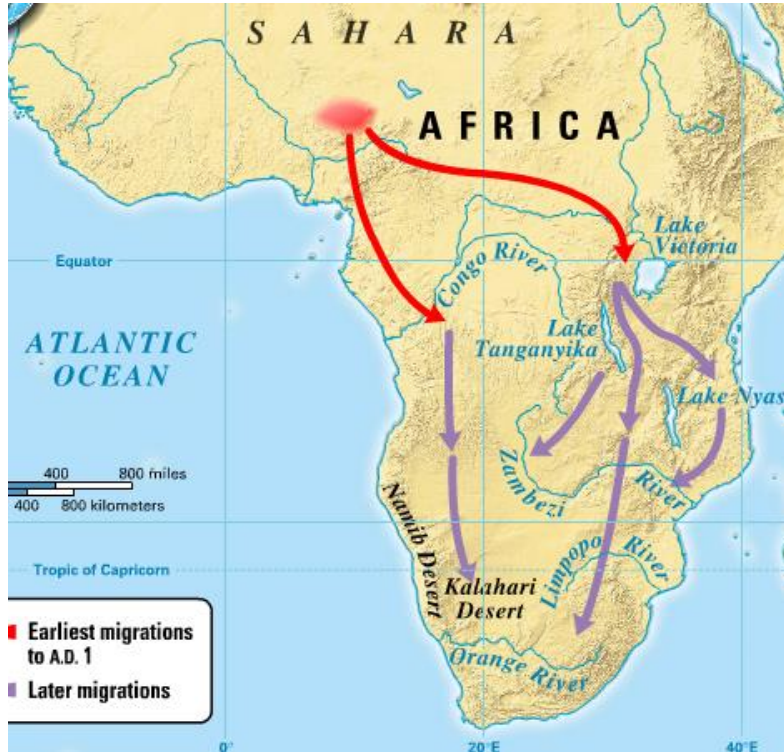 SAHARA
AFRICA
Lake
Victoria
Equator
Congo River
ATLANTIC
OCEAN
Lake
Tanganyika
Lake Nyas
400 800 miles
400 800 kilometers
Zambezi
River
Namib Desert
Limpopo River
Tropic of Capricorn
Kalahari
Desert
Orange River
Earliest migrations
to A.D. 1
Later migrations
0° 20°E 40°E